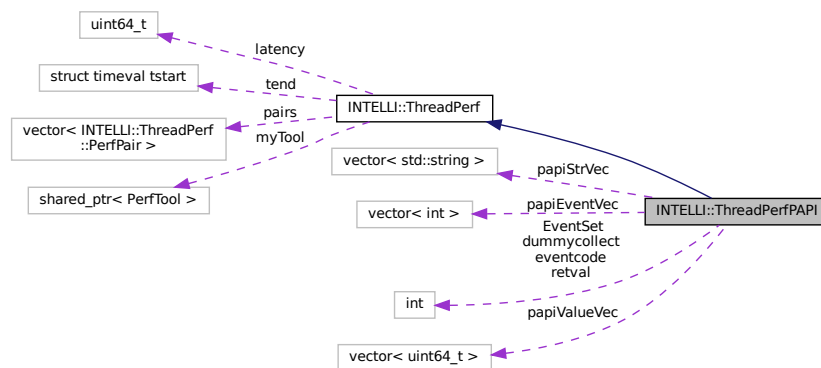 uint64_t
latency
struct timeval tstart
tend
INTELLI::ThreadPerf
pairs
vector< INTELLI::ThreadPerf
::PerfPair >
myTool
vector< std::string >
papiStrVec
shared_ptr< PerfTool >
papiEventVec
vector< int >
INTELLI::ThreadPerfPAPI
EventSet
dummycollect
eventcode
retval
int
papiValueVec
vector< uint64_t >